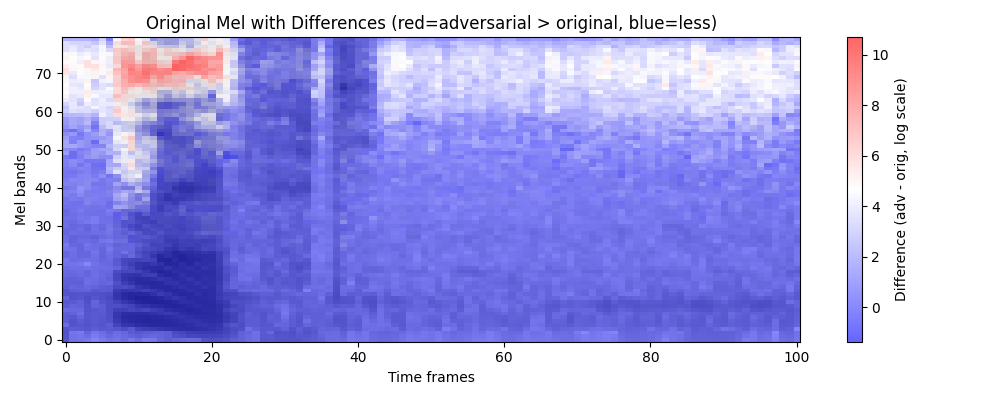 Original Mel with Differences (red=adversarial > original, blue=less)
Mel bands
70
60
50
40
30
20
10
0
0 20 40 60 80 100
Time frames
10
8
6
4
2
0
Difference (adv - orig, log scale)